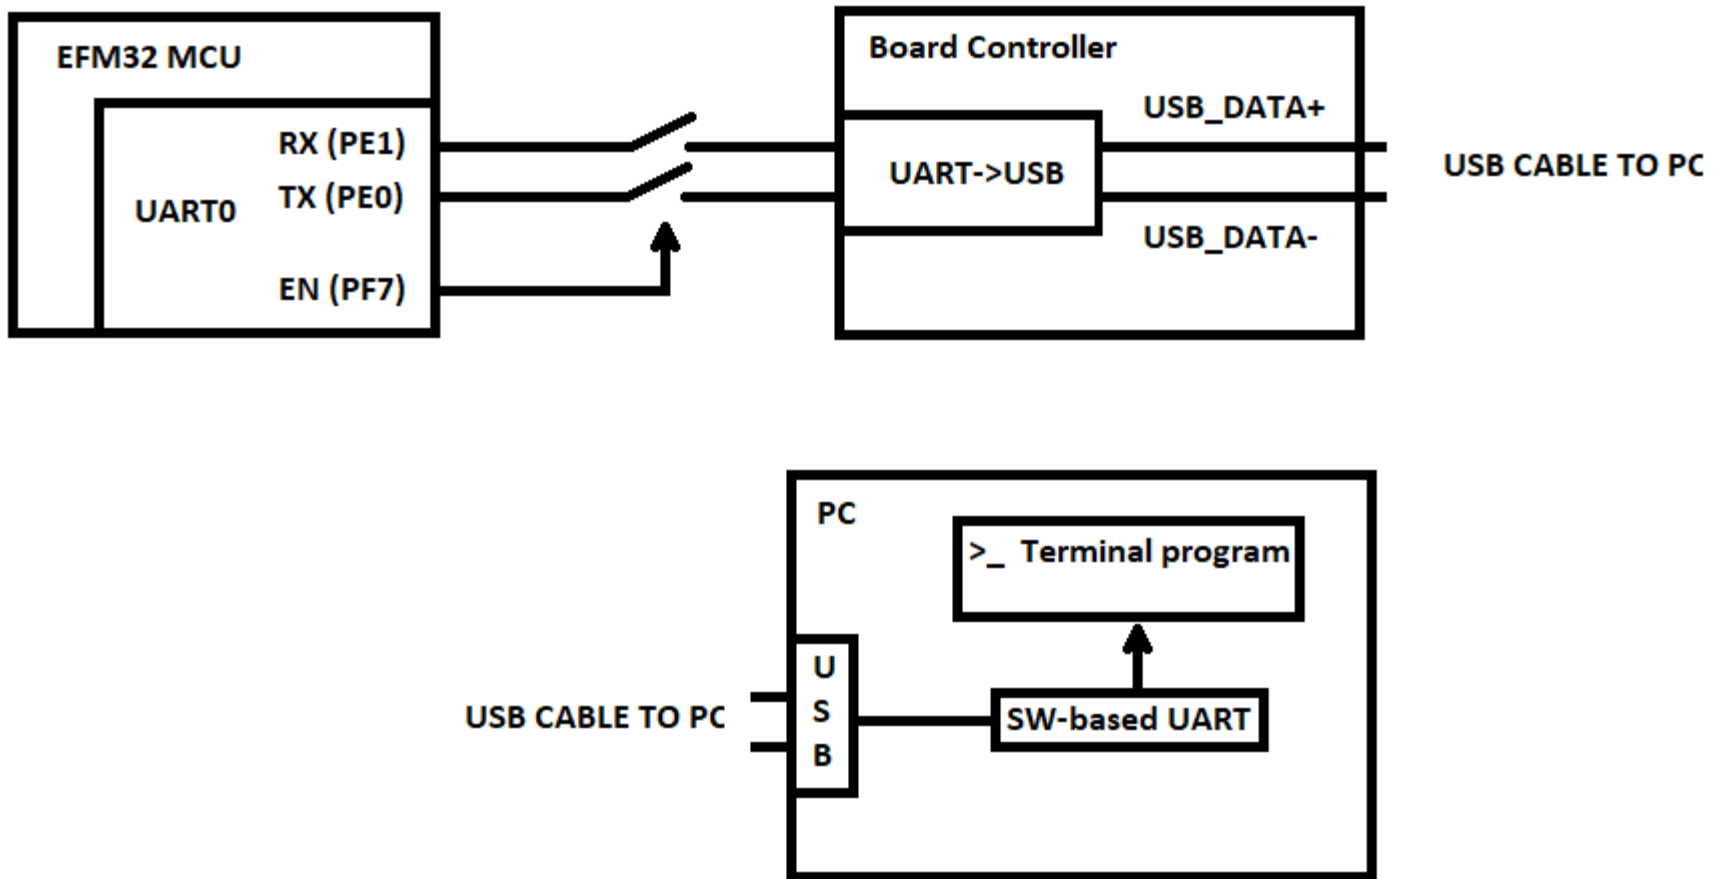 EFM32 MCU
UART0
RX (PE1)
TX (PE0)
EN (PF7)
Board Controller
UART->USB
USB_DATA+
USB_DATA-
USB CABLE TO PC
PC
>_ Terminal program
SW-based UART
U
S
B
USB CABLE TO PC